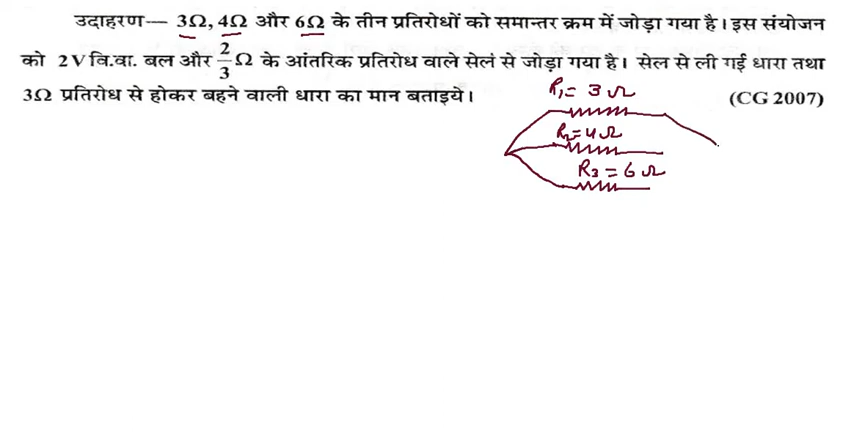 उदाहरण— 3Ω, 4Ω और 6Ω के तीन प्रतिरोधों को समान्तर क्रम में जोड़ा गया है। इस संयोजन
को 2 V वि.वा. बल और 2/3 Ω के आंतरिक प्रतिरोध वाले सेल से जोड़ा गया है। सेल से ली गई धारा तथा
3Ω प्रतिरोध से होकर बहने वाली धारा का मान बताइये। (CG 2007)
R₁= 3 Ω
R₂=4Ω
R₃ = 6 Ω